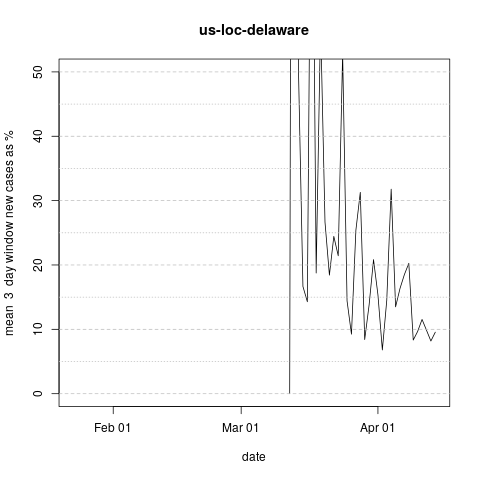 us-loc-delaware
mean  3  day window new cases as %
50
40
30
20
10
0
Feb 01
Mar 01
Apr 01
date